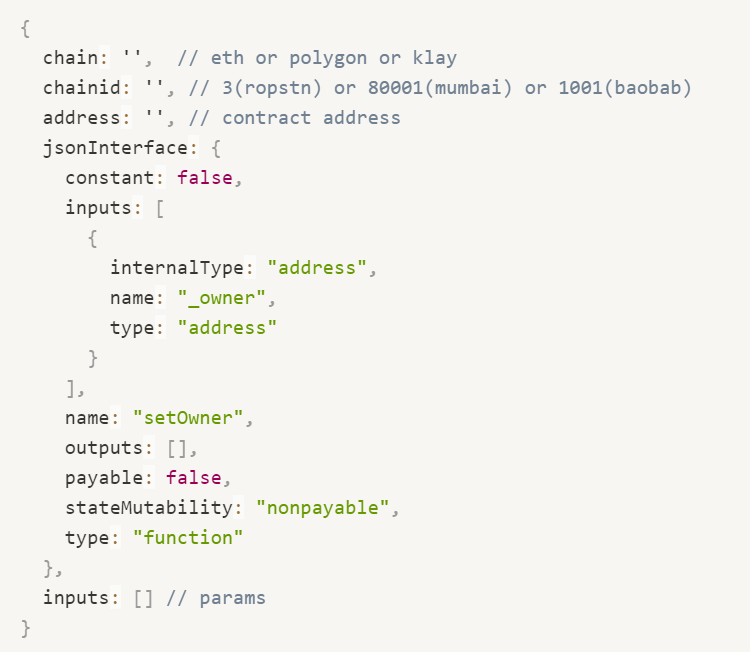 {
  chain: '',  // eth or polygon or klay
  chainid: '', // 3(ropstn) or 80001(mumbai) or 1001(baobab)
  address: '', // contract address
  jsonInterface: {
    constant: false,
    inputs: [
      {
        internalType: "address",
        name: "_owner",
        type: "address"
      }
    ],
    name: "setOwner",
    outputs: [],
    payable: false,
    stateMutability: "nonpayable",
    type: "function"
  },
  inputs: [] // params
}